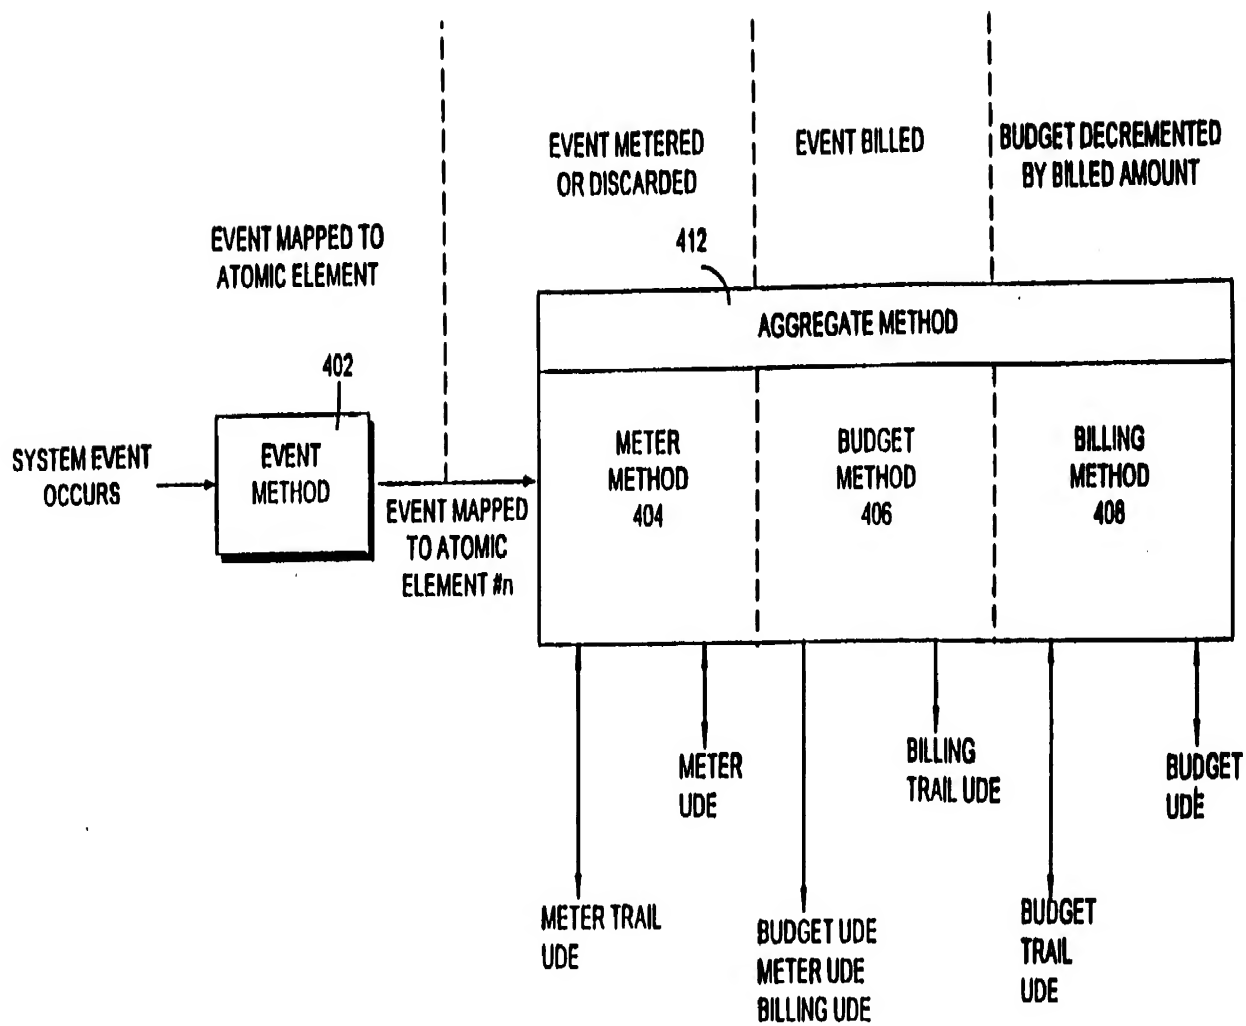 EVENT METERED
OR DISCARDED
EVENT BILLED
BUDGET DECREMENTED
BY BILLED AMOUNT
EVENT MAPPED TO
ATOMIC ELEMENT
412
AGGREGATE METHOD
402
SYSTEM EVENT
OCCURS
EVENT
METHOD
EVENT MAPPED
TO ATOMIC
ELEMENT #n
METER
METHOD
404
BUDGET
METHOD
406
BILLING
METHOD
408
METER
UDE
BILLING
TRAIL UDE
BUDGET
UDE
METER TRAIL
UDE
BUDGET UDE
METER UDE
BILLING UDE
BUDGET
TRAIL
UDE